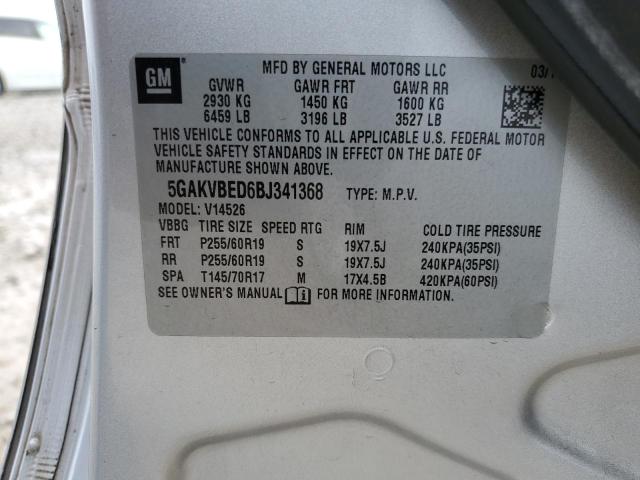 GM
MFD BY GENERAL MOTORS LLC 03/
GVWR GAWR FRT GAWR RR
2930 KG 1450 KG 1600 KG
6459 LB 3196 LB 3527 LB
THIS VEHICLE CONFORMS TO ALL APPLICABLE U.S. FEDERAL MOTOR
VEHICLE SAFETY STANDARDS IN EFFECT ON THE DATE OF
MANUFACTURE SHOWN ABOVE.
5GAKVBED6BJ341368 TYPE: M.P.V.
MODEL: V14526
VBBG TIRE SIZE SPEED RTG RIM COLD TIRE PRESSURE
FRT P255/60R19 S 19X7.5J 240KPA(35PSI)
RR P255/60R19 S 19X7.5J 240KPA(35PSI)
SPA T145/70R17 M 17X4.5B 420KPA(60PSI)
SEE OWNER'S MANUAL FOR MORE INFORMATION.